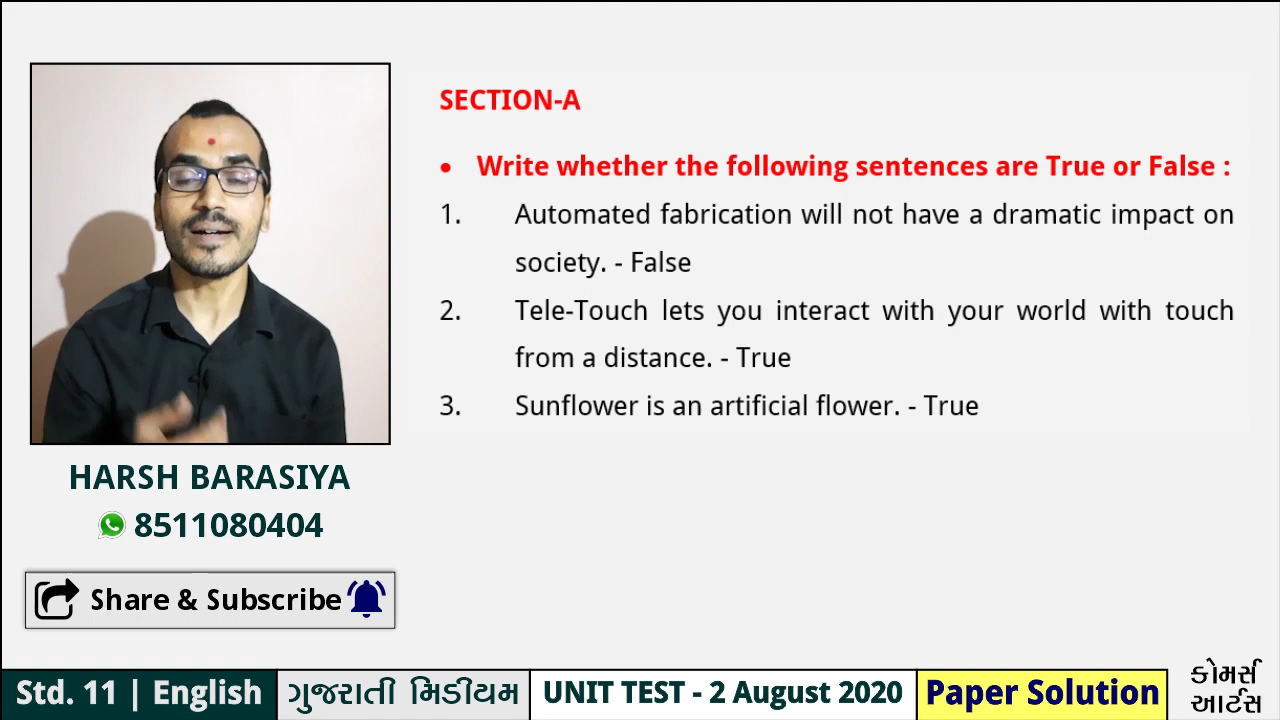 SECTION-A
• Write whether the following sentences are True or False :
1. Automated fabrication will not have a dramatic impact on
society. - False
2. Tele-Touch lets you interact with your world with touch
from a distance. - True
3. Sunflower is an artificial flower. - True
HARSH BARASIYA
8511080404
Share & Subscribe
Std. 11 | English
ગુજરાતી મિડીયમ
UNIT TEST - 2 August 2020
Paper Solution
કોમર્સ
આર્ટસ